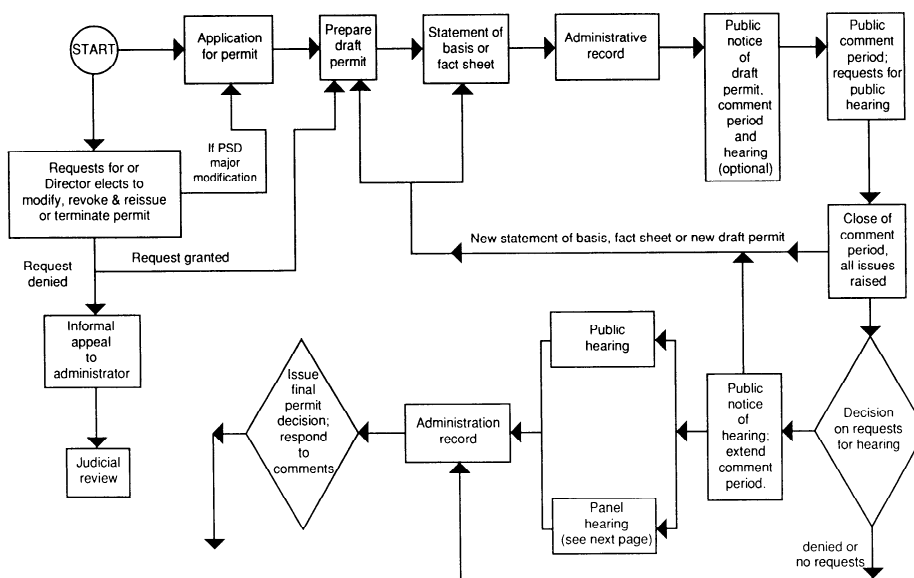 START
Application
for permit
Prepare
draft
permit
Statement of
basis or
fact sheet
Administrative
record
Public
notice
of
draft
permit,
comment
period
and
hearing
(optional)
Public
comment
period;
requests for
public
hearing
If PSD
major
modification
Requests for or
Director elects to
modify, revoke & reissue
or terminate permit
Request
denied
Request granted
New statement of basis, fact sheet or new draft permit
Close of
comment
period,
all issues
raised
Informal
appeal
to
administrator
Judicial
review
Issue
final
permit
decision;
respond
to
comments
Administration
record
Public
hearing
Panel
hearing
(see next page)
Public
notice
of
hearing;
extend
comment
period.
Decision
on requests
for hearing
denied or
no requests